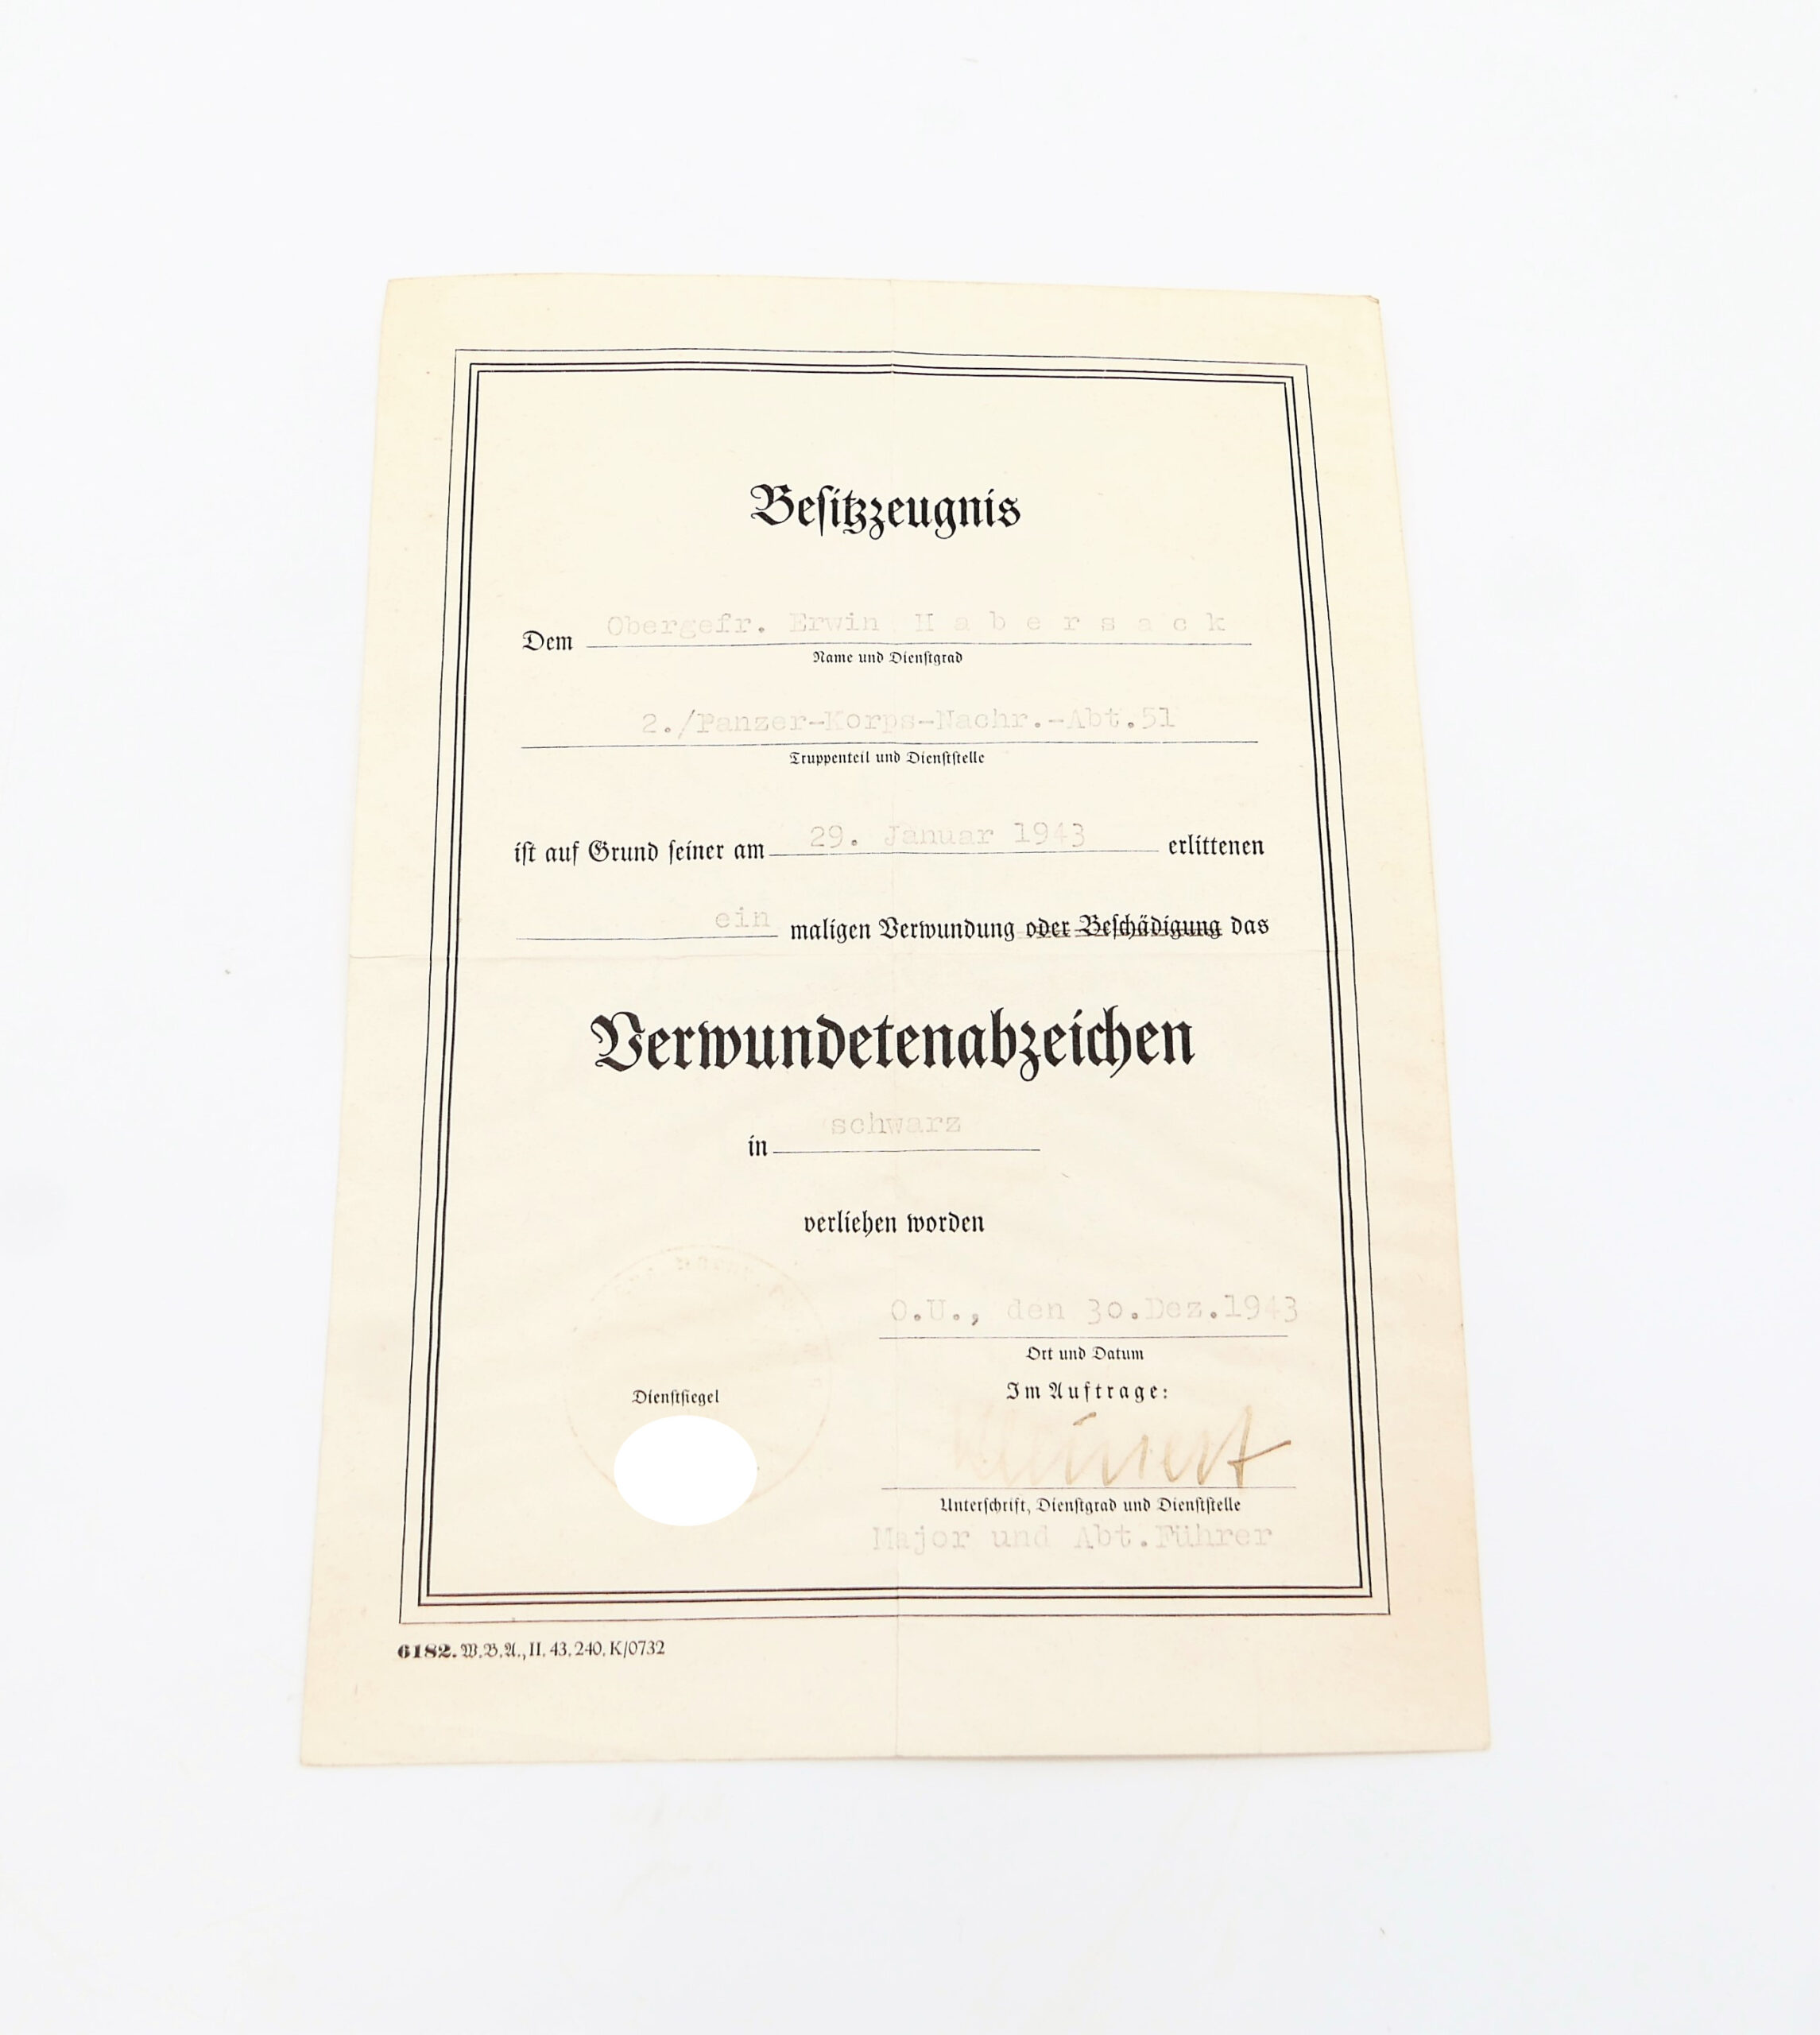 Besitzzeugnis
Dem Obergefr. Erwin H a b e r s a c k
Name und Dienstgrad
2./Panzer-Korps-Nachr.-Abt.51
Truppenteil und Dienststelle
ist auf Grund seiner am 29. Januar 1943 erlittenen
ein maligen Verwundung oder Beschädigung das
Verwundetenabzeichen
in schwarz
verliehen worden
O.U., den 30.Dez.1943
Ort und Datum
Im Auftrage:
Dienstsiegel
Kleinert
Unterschrift, Dienstgrad und Dienststelle
Major und Abt.Führer
6182. W.B.A., II. 43. 240. K/0732